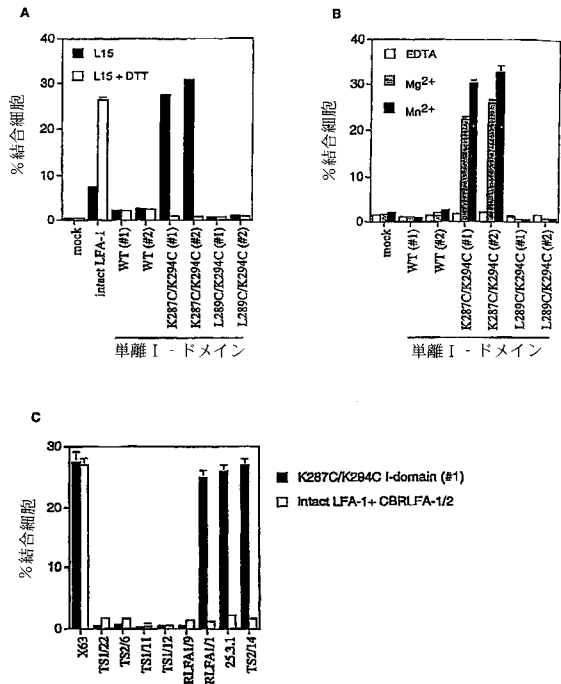 A
L15
L15 + DTT
%結合細胞
40
30
20
10
0
mock
intact LFA-1
WT (#1)
WT (#2)
K287C/K294C (#1)
K287C/K294C (#2)
L289C/K294C (#1)
L289C/K294C (#2)
単離I - ドメイン
B
EDTA
Mg2+
Mn2+
%結合細胞
40
30
20
10
0
mock
WT (#1)
WT (#2)
K287C/K294C (#1)
K287C/K294C (#2)
L289C/K294C (#1)
L289C/K294C (#2)
単離I - ドメイン
C
K287C/K294C I-domain (#1)
intact LFA-1+ CBRLFA-1/2
%結合細胞
30
20
10
0
X63
TS1/22
TS2/6
TS1/11
TS1/12
RLFA1/9
RLFA1/1
25.3.1
TS2/14